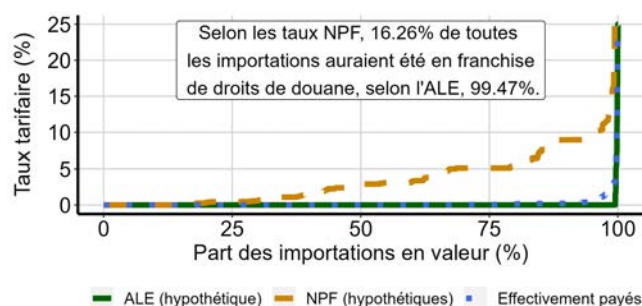 25
20
15
10
5
0
Taux tarifaire (%)
Selon les taux NPF, 16.26% de toutes
les importations auraient été en franchise
de droits de douane, selon l'ALE, 99.47%.
0 25 50 75 100
Part des importations en valeur (%)
ALE (hypothétique) NPF (hypothétiques) Effectivement payés